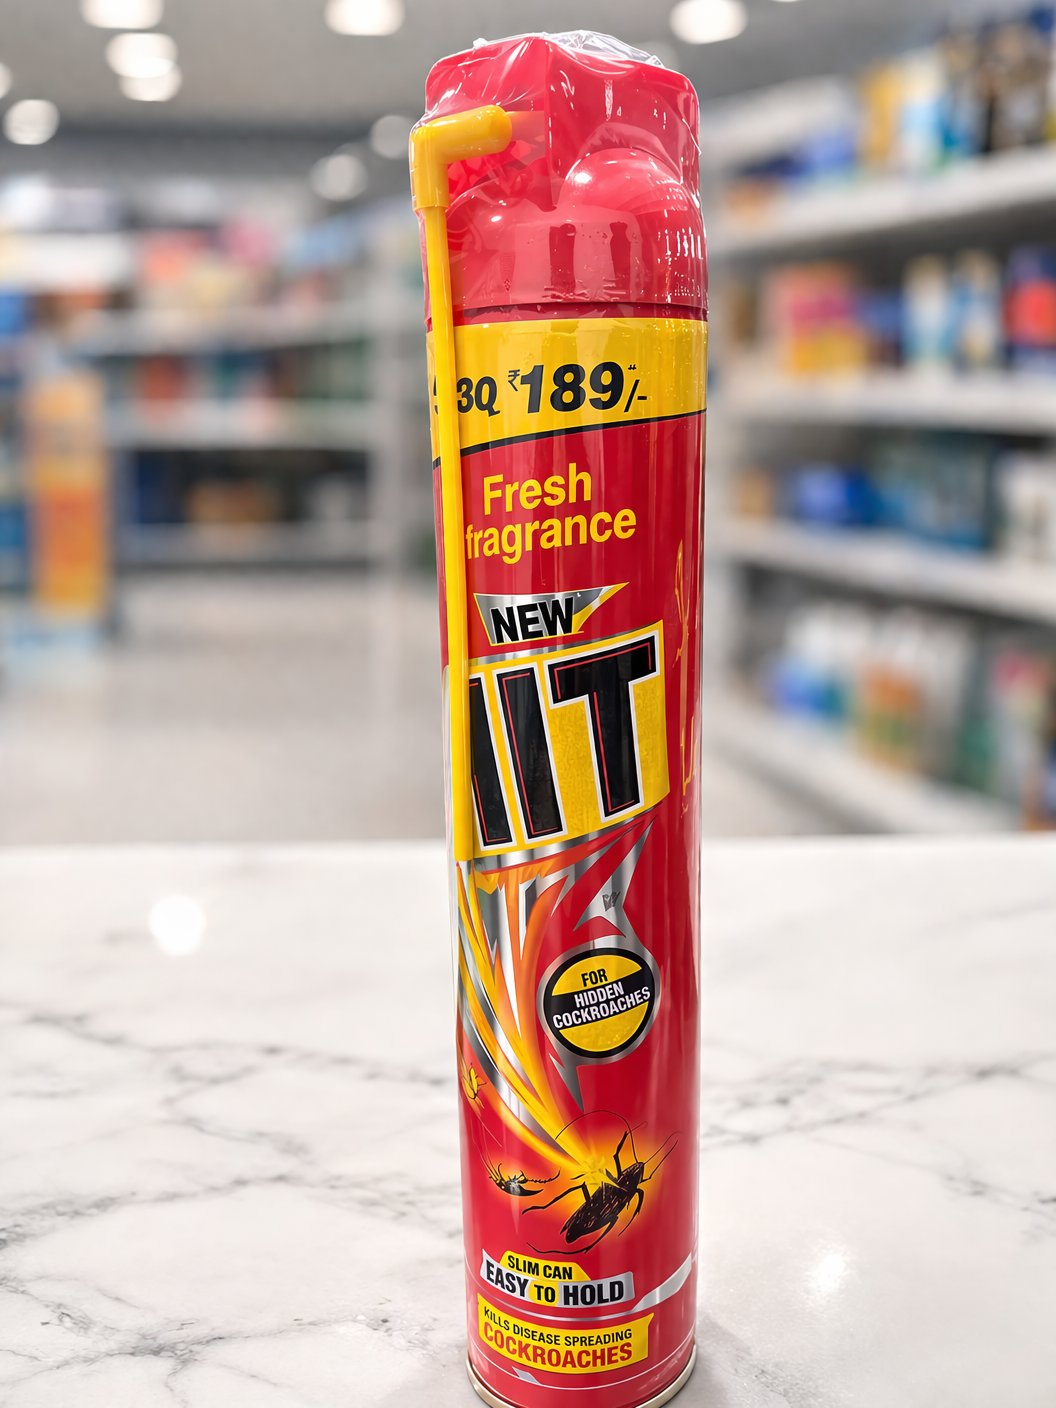 3Q ₹189**/-
Fresh
fragrance
NEW
HIT
FOR
HIDDEN
COCKROACHES
SLIM CAN
EASY TO HOLD
KILLS DISEASE SPREADING
COCKROACHES